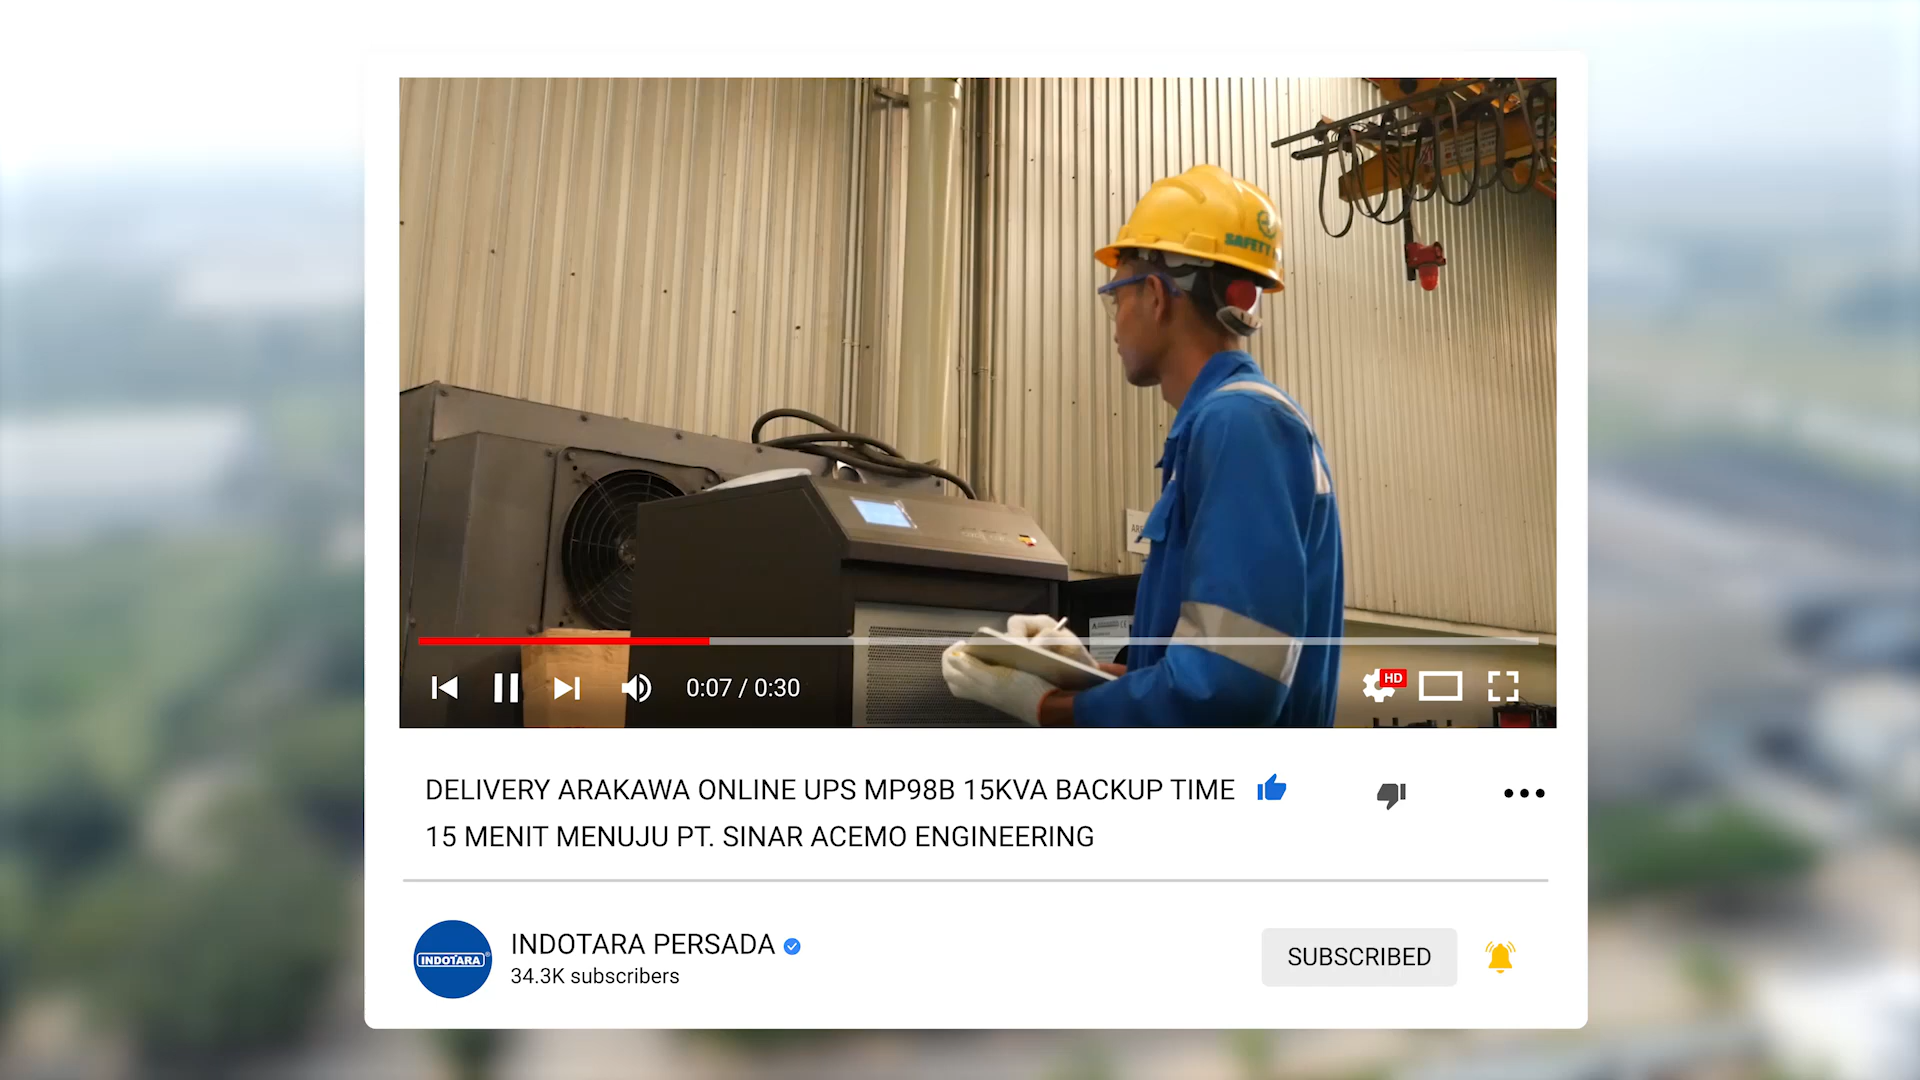 SAFETY
0:07 / 0:30
HD
DELIVERY ARAKAWA ONLINE UPS MP98B 15KVA BACKUP TIME
15 MENIT MENUJU PT. SINAR ACEMO ENGINEERING
INDOTARA
INDOTARA PERSADA
34.3K subscribers
SUBSCRIBED